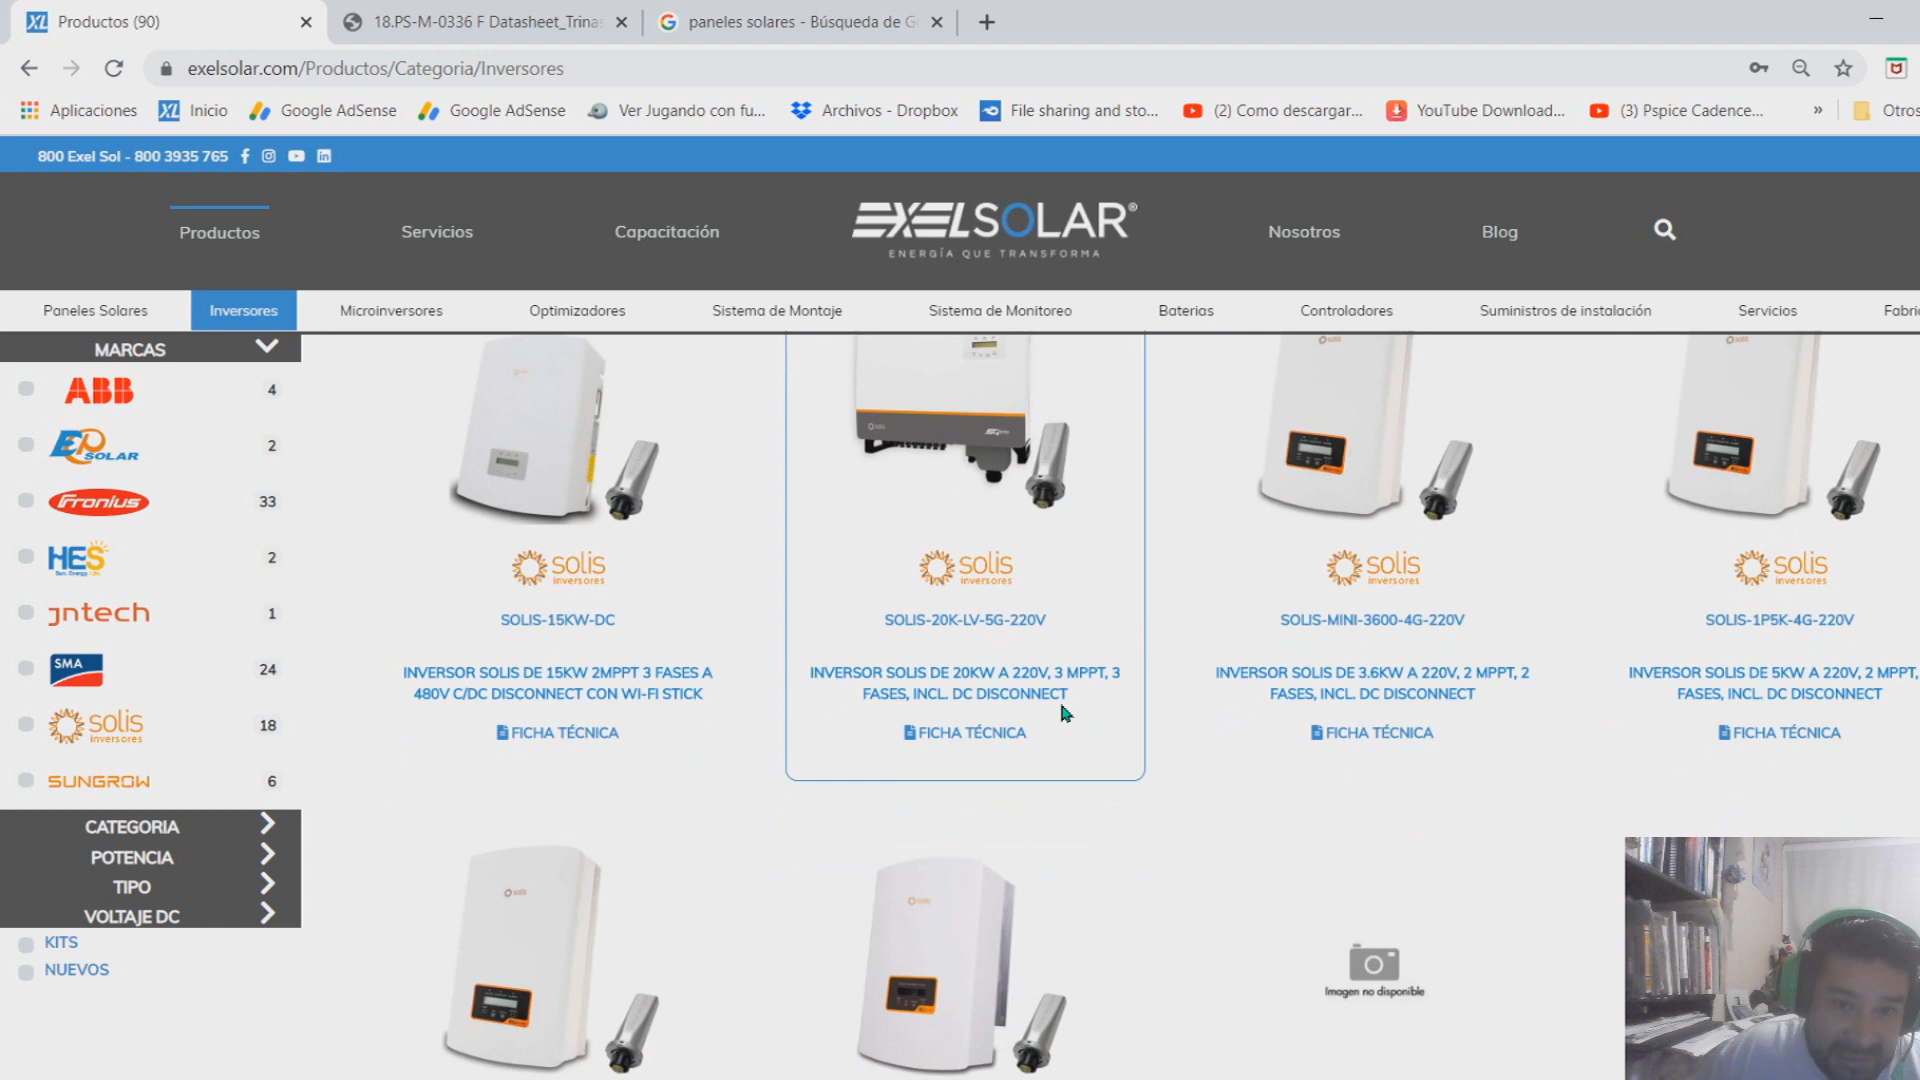 Productos (90)
18.PS-M-0336 F Datasheet_Trinas
paneles solares - Búsqueda de Go
exelsolar.com/Productos/Categoria/Inversores
Aplicaciones
Inicio
Google AdSense
Google AdSense
Ver Jugando con fu...
Archivos - Dropbox
File sharing and sto...
(2) Como descargar...
YouTube Download...
(3) Pspice Cadence...
»
Otros
800 Exel Sol - 800 3935 765
Productos
Servicios
Capacitación
EXELSOLAR®
ENERGÍA QUE TRANSFORMA
Nosotros
Blog
Paneles Solares
Inversores
Microinversores
Optimizadores
Sistema de Montaje
Sistema de Monitoreo
Baterias
Controladores
Suministros de instalación
Servicios
Fabri
MARCAS
ABB
4
EP SOLAR
2
Fronius
33
HES
2
jntech
1
SMA
24
solis
inversores
18
SUNGROW
6
CATEGORIA
POTENCIA
TIPO
VOLTAJE DC
KITS
NUEVOS
solis
inversores
SOLIS-15KW-DC
INVERSOR SOLIS DE 15KW 2MPPT 3 FASES A
480V C/DC DISCONNECT CON WI-FI STICK
FICHA TÉCNICA
solis
inversores
SOLIS-20K-LV-5G-220V
INVERSOR SOLIS DE 20KW A 220V, 3 MPPT, 3
FASES, INCL. DC DISCONNECT
FICHA TÉCNICA
solis
inversores
SOLIS-MINI-3600-4G-220V
INVERSOR SOLIS DE 3.6KW A 220V, 2 MPPT, 2
FASES, INCL. DC DISCONNECT
FICHA TÉCNICA
solis
inversores
SOLIS-1P5K-4G-220V
INVERSOR SOLIS DE 5KW A 220V, 2 MPPT,
FASES, INCL. DC DISCONNECT
FICHA TÉCNICA
solis
solis
Imagen no disponible